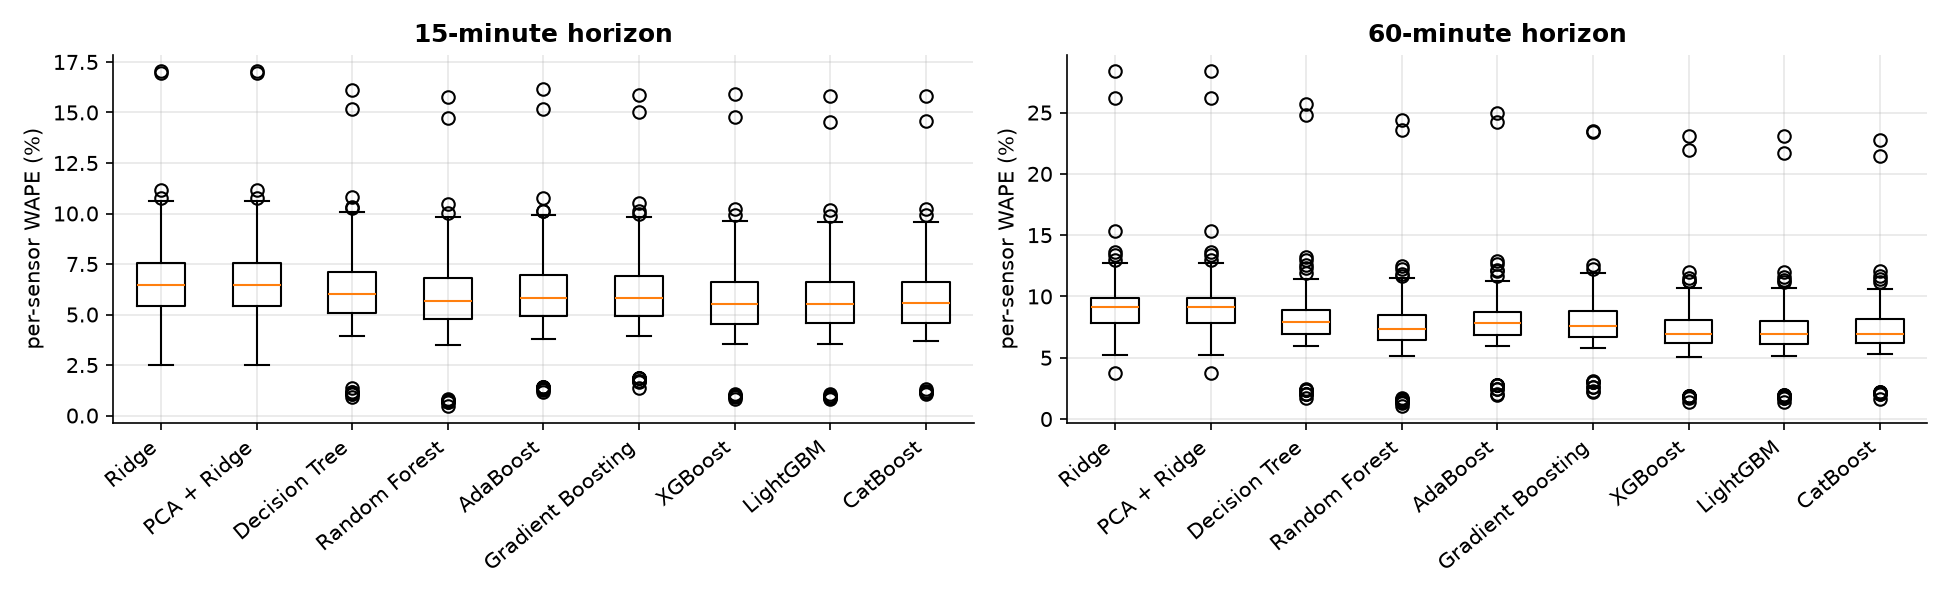 15-minute horizon
per-sensor WAPE (%)
17.5
15.0
12.5
10.0
7.5
5.0
2.5
0.0
Ridge
PCA + Ridge
Decision Tree
Random Forest
AdaBoost
Gradient Boosting
XGBoost
LightGBM
CatBoost
60-minute horizon
per-sensor WAPE (%)
25
20
15
10
5
0
Ridge
PCA + Ridge
Decision Tree
Random Forest
AdaBoost
Gradient Boosting
XGBoost
LightGBM
CatBoost